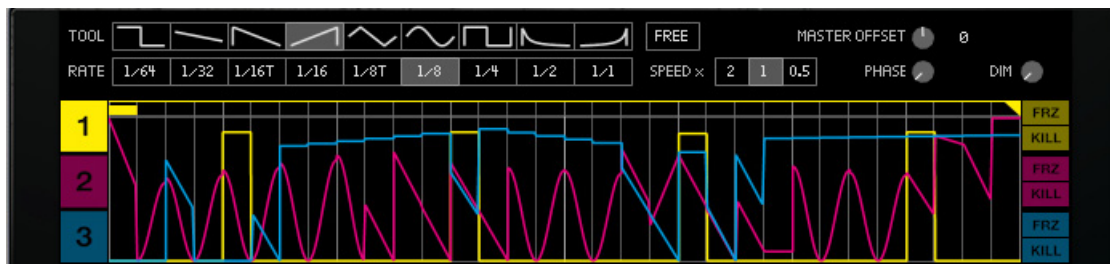 TOOL FREE MASTER OFFSET 0
RATE 1/64 1/32 1/16T 1/16 1/8T 1/8 1/4 1/2 1/1 SPEED × 2 1 0.5 PHASE DIM
1 FRZ
KILL
2 FRZ
KILL
3 FRZ
KILL